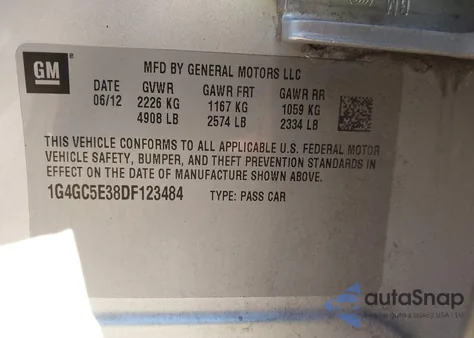 GM
MFD BY GENERAL MOTORS LLC
DATE GVWR GAWR FRT GAWR RR
06/12 2226 KG 1167 KG 1059 KG
4908 LB 2574 LB 2334 LB
THIS VEHICLE CONFORMS TO ALL APPLICABLE U.S. FEDERAL MOTOR
VEHICLE SAFETY, BUMPER, AND THEFT PREVENTION STANDARDS IN
EFFECT ON THE DATE OF MANUFACTURE SHOWN ABOVE.
1G4GC5E38DF123484 TYPE: PASS CAR
autoSnap